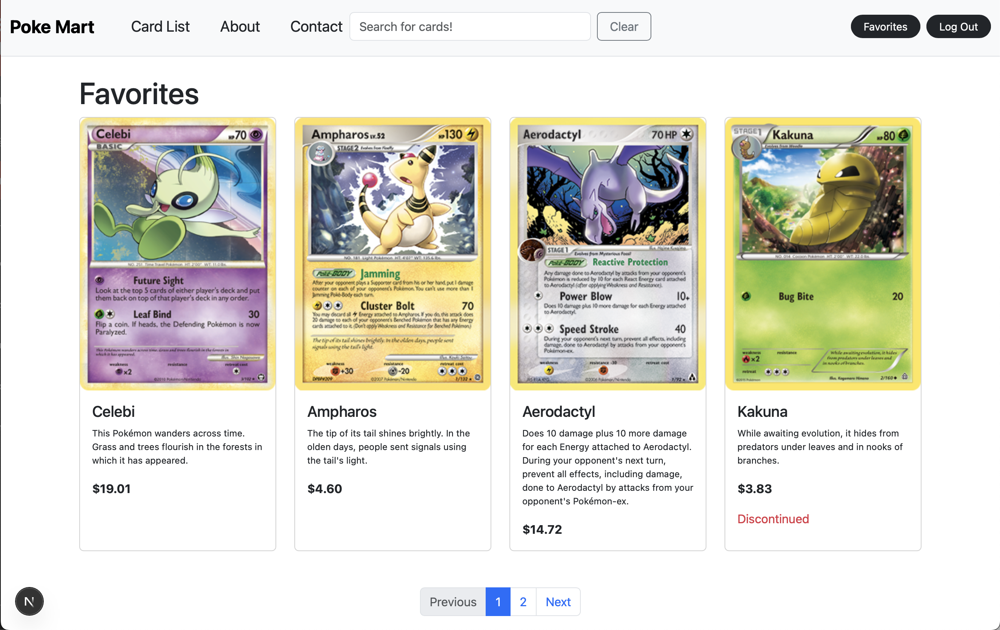 Poke Mart
Card List
About
Contact
Search for cards!
Clear
Favorites
Log Out
Favorites
Celebi
HP70
BASIC
NO. 251 Time Travel Pokémon HT: 2'00" WT: 11.0 lbs.
Future Sight
Look at the top 5 cards of either player's deck and put
them back on top of that player's deck in any order.
Leaf Bind 30
Flip a coin. If heads, the Defending Pokémon is now
Paralyzed.
This Pokémon wanders across time. Grass and trees flourish in the forests in
which it has appeared.
Illus. Shin Nagasawa
weakness resistance retreat cost
×2
©2010 Pokémon/Nintendo 3/102
Celebi
This Pokémon wanders across time.
Grass and trees flourish in the forests in
which it has appeared.
$19.01
Ampharos LV.52
HP130
STAGE2 Evolves from Flaaffy
NO. 181 Light Pokémon HT: 4'07" WT: 135.6 lbs.
Poké-BODY Jamming
After your opponent plays a Supporter card from his or her hand, put 1 damage
counter on each of your opponent's Pokémon. You can't use more than 1
Jamming Poké-Body each turn.
Cluster Bolt 70
You may discard all Energy attached to Ampharos. If you do, this attack does
20 damage to each of your opponent's Benched Pokémon that has any Energy
cards attached to it. (Don't apply Weakness and Resistance for Benched Pokémon.)
The tip of its tail shines brightly. In the olden days, people sent
signals using the tail's light.
Illus. Kouki Saitou
weakness resistance retreat cost
+30 -20
DPBP#209 ©2007 Pokémon/Nintendo 1/132
Ampharos
The tip of its tail shines brightly. In the
olden days, people sent signals using
the tail's light.
$4.60
Aerodactyl
70 HP
Illus. Hajime Kusajima
STAGE1 Evolves from Mysterious Fossil
Poké-BODY Reactive Protection
Any damage done to Aerodactyl by attacks from your opponent's
Pokémon is reduced by 10 for each React Energy card attached
to Aerodactyl (after applying Weakness and Resistance).
Power Blow 10+
Does 10 damage plus 10 more damage for each Energy attached
to Aerodactyl.
Speed Stroke 40
During your opponent's next turn, prevent all effects, including
damage, done to Aerodactyl by attacks from your opponent's
Pokémon-ex.
weakness resistance -30 retreat cost
©2006 Pokémon/Nintendo 1/92
Aerodactyl
Does 10 damage plus 10 more damage
for each Energy attached to Aerodactyl.
During your opponent's next turn,
prevent all effects, including damage,
done to Aerodactyl by attacks from your
opponent's Pokémon-ex.
$14.72
STAGE1
Kakuna
HP80
Evolves from Weedle
NO. 014 Cocoon Pokémon HT: 2'00" WT: 22.0 lbs.
Bug Bite 20
weakness resistance
×2
While awaiting evolution, it hides
from predators under leaves and
in nooks of branches.
retreat
©2015 Pokémon Illus. Kagemaru Himeno 2/160
Kakuna
While awaiting evolution, it hides from
predators under leaves and in nooks of
branches.
$3.83
Discontinued
N
Previous
1
2
Next